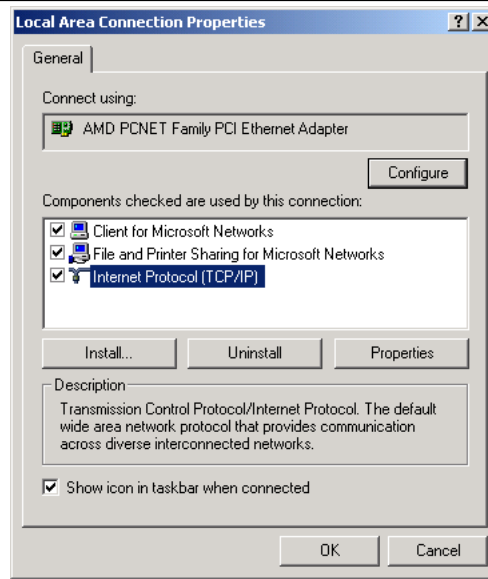 Local Area Connection Properties
General
Connect using:
AMD PCNET Family PCI Ethernet Adapter
Configure
Components checked are used by this connection:
Client for Microsoft Networks
File and Printer Sharing for Microsoft Networks
Internet Protocol (TCP/IP)
Install... Uninstall Properties
Description
Transmission Control Protocol/Internet Protocol. The default
wide area network protocol that provides communication
across diverse interconnected networks.
Show icon in taskbar when connected
OK Cancel